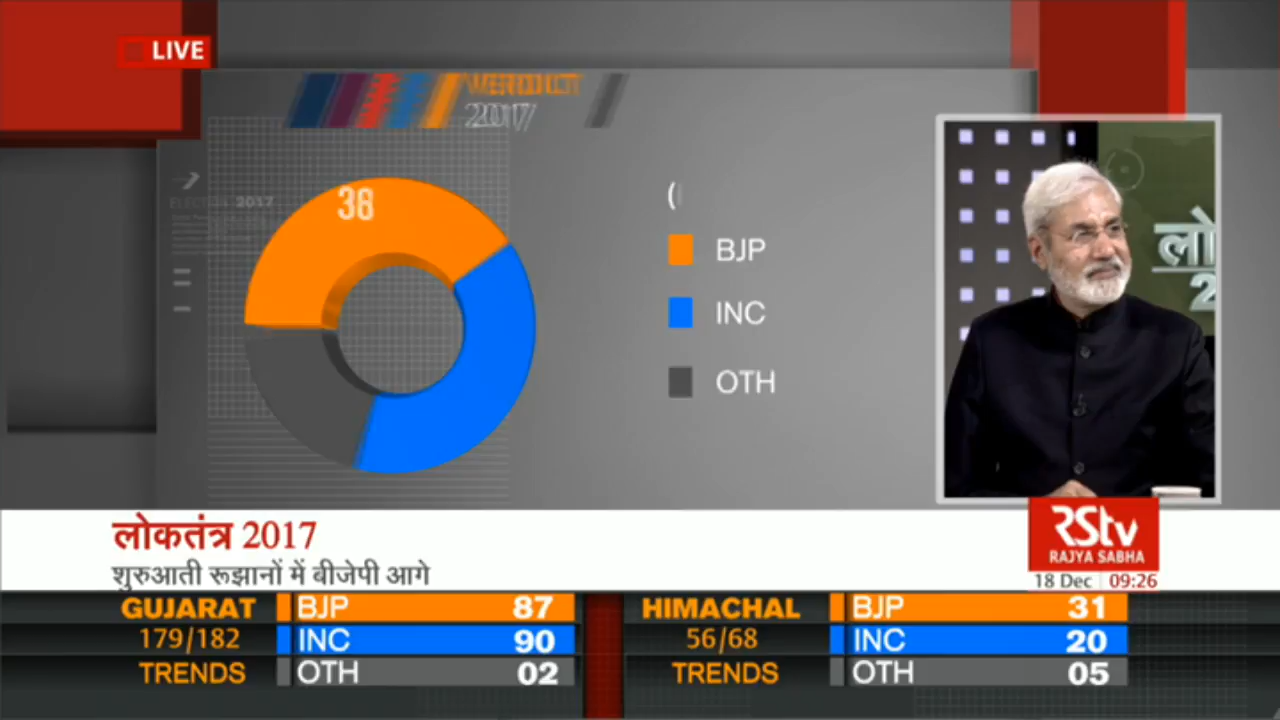 LIVE
VERDICT
2017
2017
38
(
BJP
INC
OTH
लो
2
लोकतंत्र 2017
शुरुआती रूझानों में बीजेपी आगे
RStv
RAJYA SABHA
18 Dec 09:26
GUJARAT BJP 87
179/182 INC 90
TRENDS OTH 02
HIMACHAL BJP 31
56/68 INC 20
TRENDS OTH 05